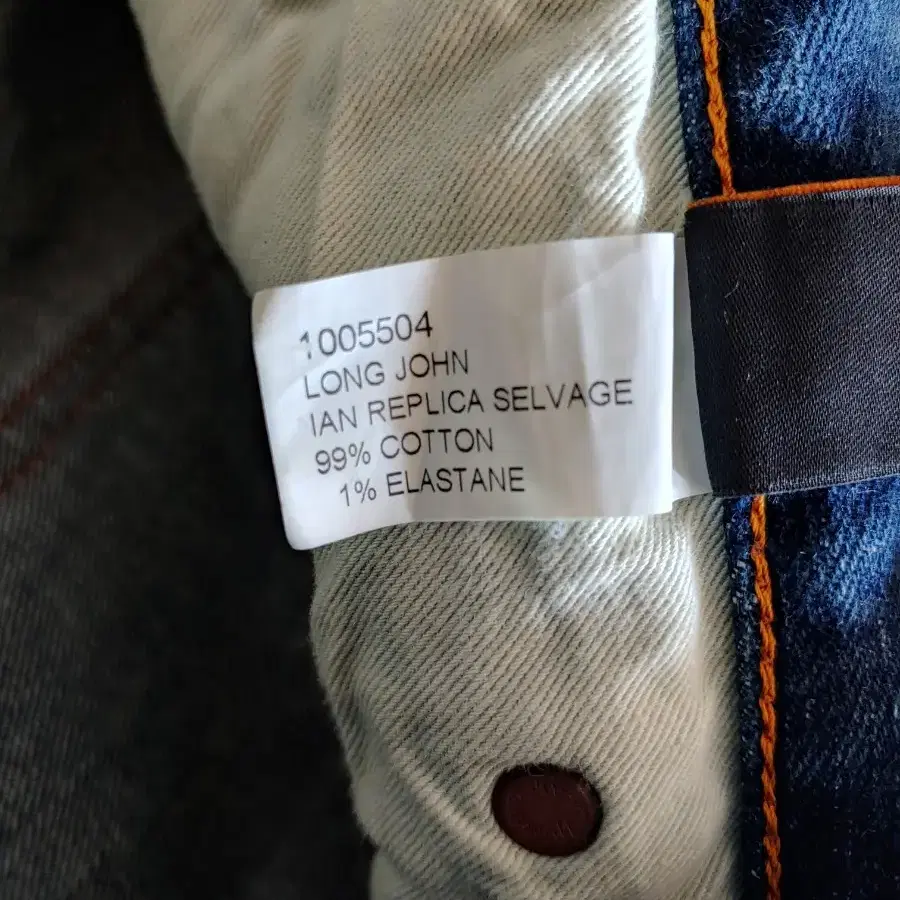 1005504
LONG JOHN
IAN REPLICA SELVAGE
99% COTTON
1% ELASTANE